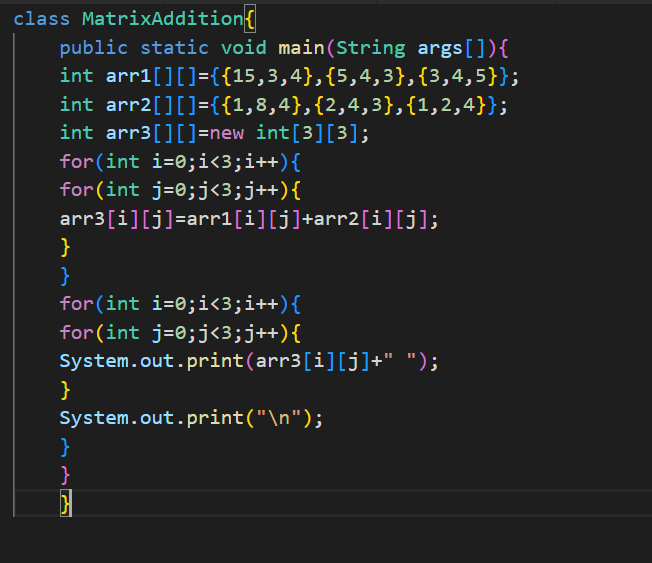 class MatrixAddition{
    public static void main(String args[]){
    int arr1[][]={{15,3,4},{5,4,3},{3,4,5}};
    int arr2[][]={{1,8,4},{2,4,3},{1,2,4}};
    int arr3[][]=new int[3][3];
    for(int i=0;i<3;i++){
    for(int j=0;j<3;j++){
    arr3[i][j]=arr1[i][j]+arr2[i][j];
    }
    }
    for(int i=0;i<3;i++){
    for(int j=0;j<3;j++){
    System.out.print(arr3[i][j]+" ");
    }
    System.out.print("\n");
    }
    }
    }